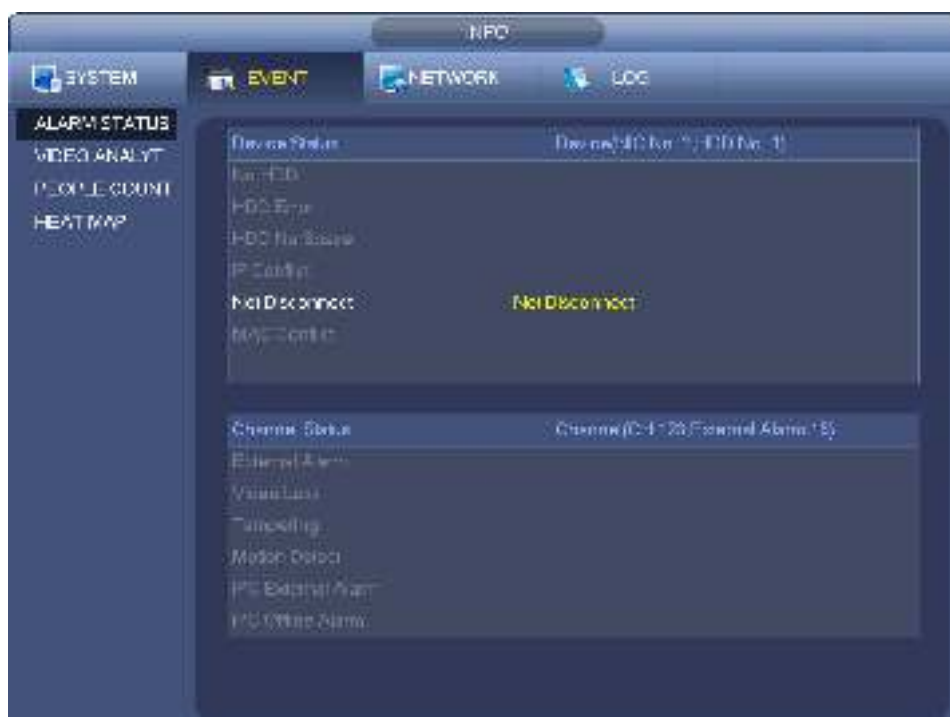 INFO
SYSTEM EVENT NETWORK LOG
ALARM STATUS
VIDEO ANALYT
PEOPLE COUNT
HEAT MAP
Device Status
No HDD
HDD Error
HDD No Space
IP Conflict
Net Disconnect Net Disconnect
MAC Conflict
Channel Status
External Alarm
Video Loss
Tampering
Motion Detect
IPC External Alarm
IPC Offline Alarm